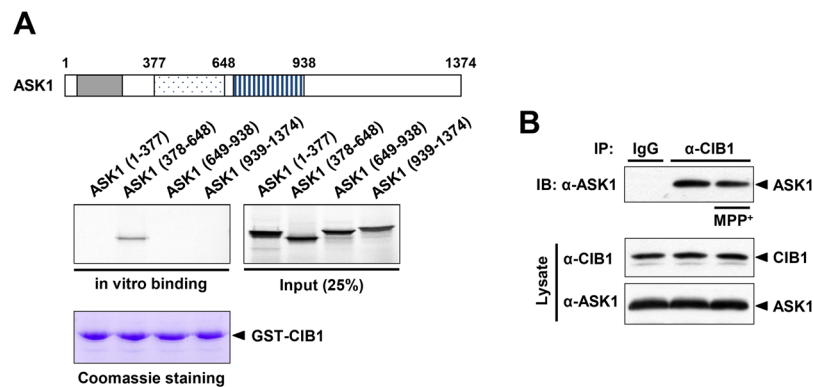 A
1 377 648 938 1374
ASK1
ASK1 (1-377)
ASK1 (378-648)
ASK1 (649-938)
ASK1 (939-1374)
ASK1 (1-377)
ASK1 (378-648)
ASK1 (649-938)
ASK1 (939-1374)
in vitro binding
Input (25%)
GST-CIB1
Coomassie staining
B
IP: IgG α-CIB1
IB: α-ASK1 ASK1
MPP⁺
Lysate
α-CIB1 CIB1
α-ASK1 ASK1